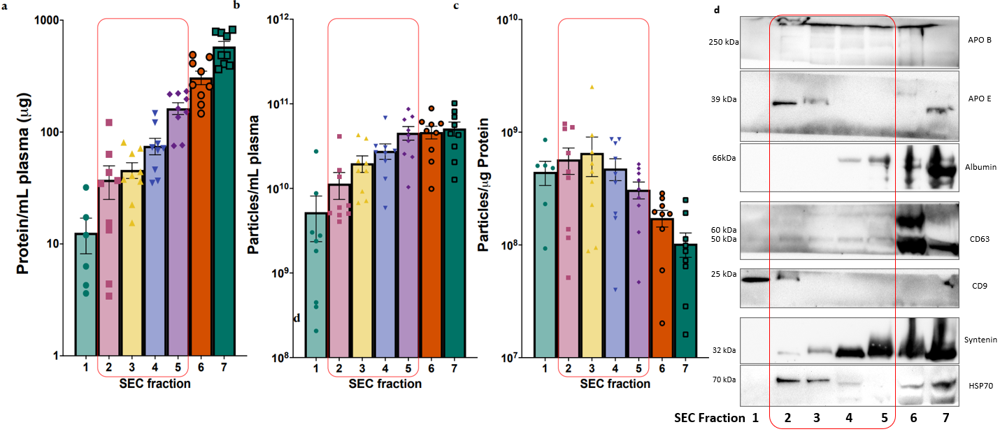 a
Protein/mL plasma (μg)
1000
100
10
1
1 2 3 4 5 6 7
SEC fraction
b
Particles/mL plasma
10¹²
10¹¹
10¹⁰
10⁹
10⁸
d
1 2 3 4 5 6 7
SEC fraction
c
Particles/μg Protein
10¹⁰
10⁹
10⁸
10⁷
1 2 3 4 5 6 7
SEC fraction
d
250 kDa APO B
39 kDa APO E
66kDa Albumin
60 kDa
50 kDa CD63
25 kDa CD9
32 kDa Syntenin
70 kDa HSP70
SEC Fraction 1 2 3 4 5 6 7